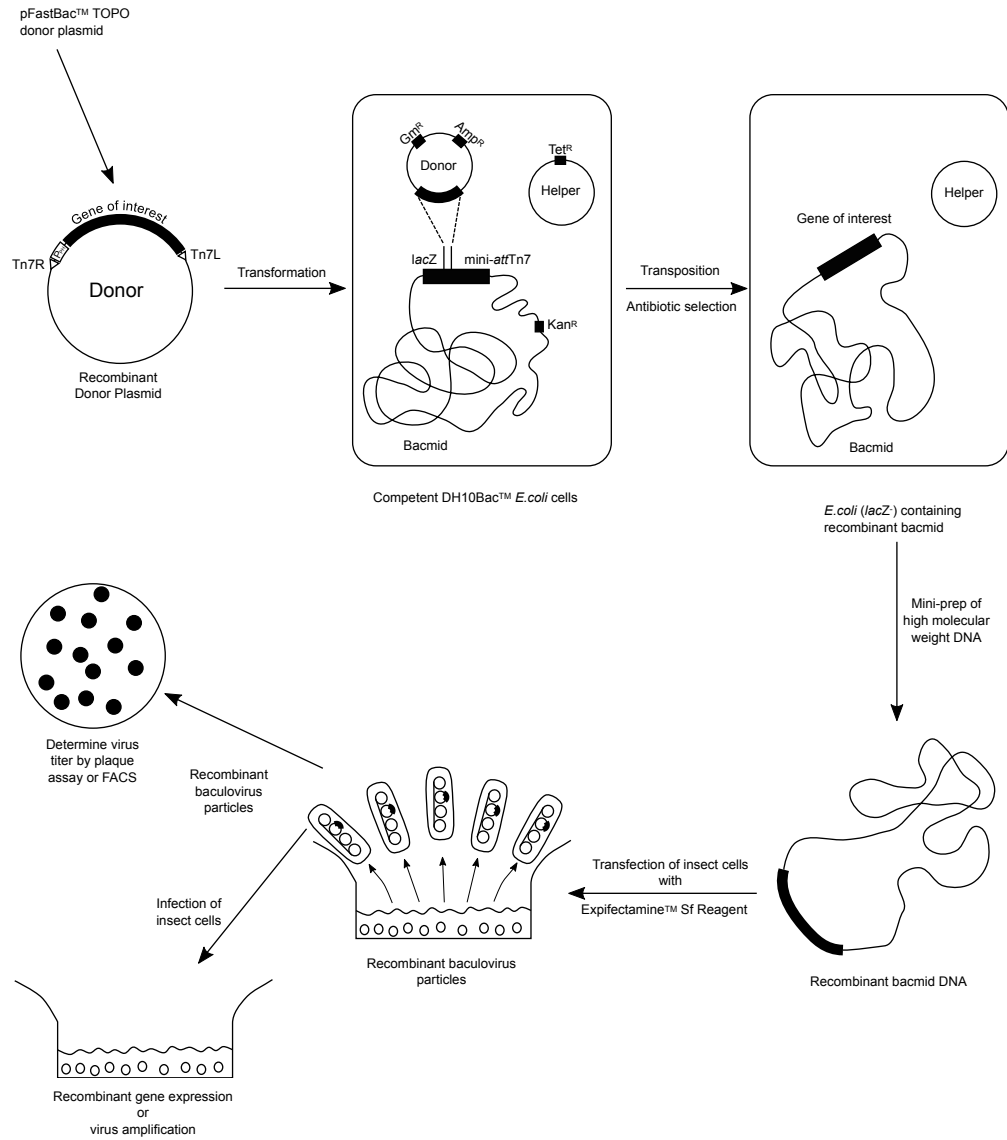 pFastBac™ TOPO
donor plasmid
Gene of interest
Tn7R
Tn7L
Donor
Recombinant
Donor Plasmid
Transformation
Gmᴿ
Ampᴿ
Donor
Tetᴿ
Helper
lacZ
mini-attTn7
Kanᴿ
Bacmid
Competent DH10Bac™ E.coli cells
Transposition
Antibiotic selection
Helper
Gene of interest
Bacmid
E.coli (lacZ⁻) containing
recombinant bacmid
Mini-prep of
high molecular
weight DNA
Recombinant bacmid DNA
Transfection of insect cells
with
Expifectamine™ Sf Reagent
Recombinant baculovirus
particles
Recombinant
baculovirus
particles
Determine virus
titer by plaque
assay or FACS
Infection of
insect cells
Recombinant gene expression
or
virus amplification